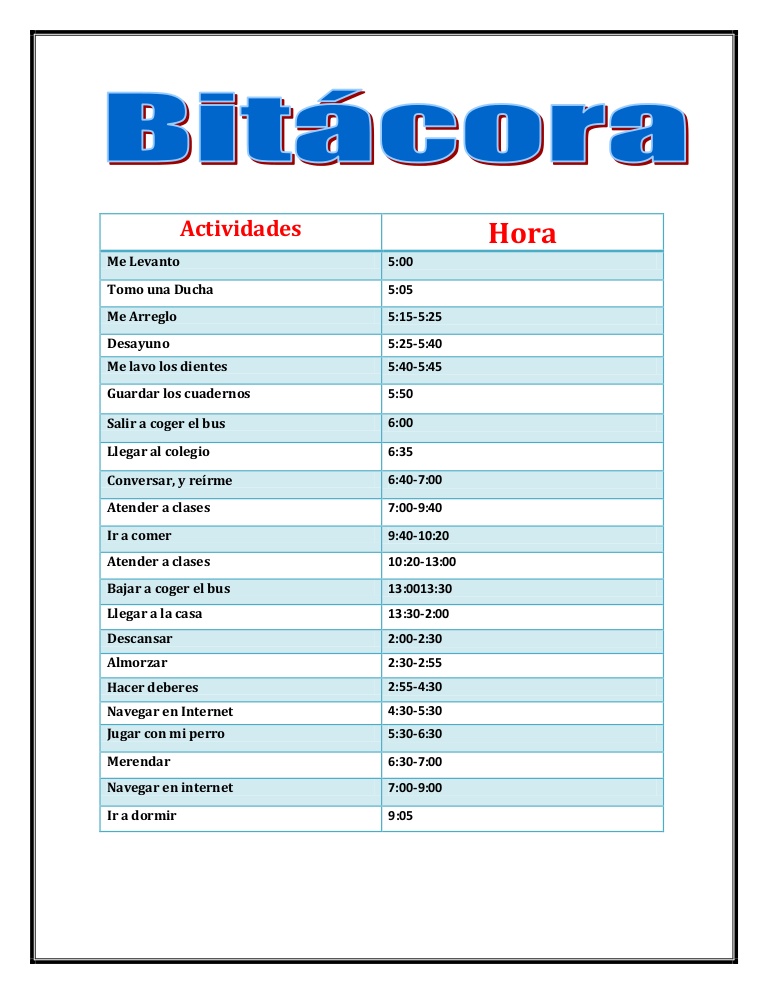 Bitácora
Actividades Hora
Me Levanto 5:00
Tomo una Ducha 5:05
Me Arreglo 5:15-5:25
Desayuno 5:25-5:40
Me lavo los dientes 5:40-5:45
Guardar los cuadernos 5:50
Salir a coger el bus 6:00
Llegar al colegio 6:35
Conversar, y reírme 6:40-7:00
Atender a clases 7:00-9:40
Ir a comer 9:40-10:20
Atender a clases 10:20-13:00
Bajar a coger el bus 13:0013:30
Llegar a la casa 13:30-2:00
Descansar 2:00-2:30
Almorzar 2:30-2:55
Hacer deberes 2:55-4:30
Navegar en Internet 4:30-5:30
Jugar con mi perro 5:30-6:30
Merendar 6:30-7:00
Navegar en internet 7:00-9:00
Ir a dormir 9:05